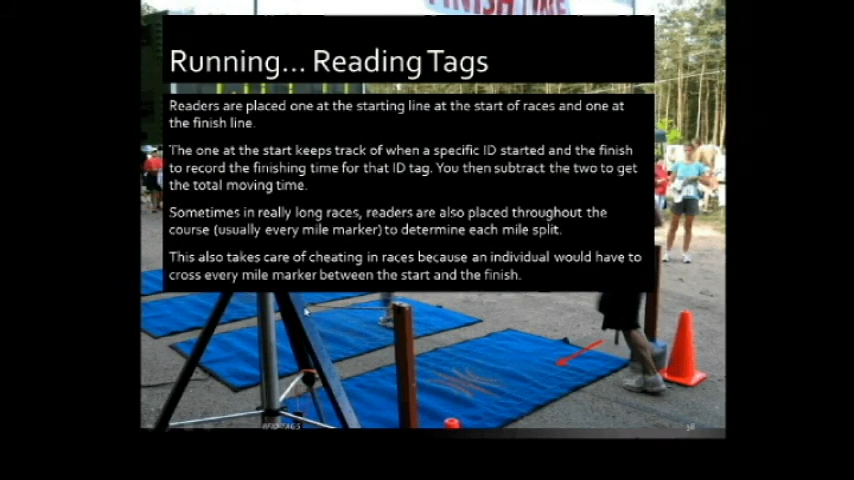 FINISH TIME
Running... Reading Tags
Readers are placed one at the starting line at the start of races and one at
the finish line.
The one at the start keeps track of when a specific ID started and the finish
to record the finishing time for that ID tag. You then subtract the two to get
the total moving time.
Sometimes in really long races, readers are also placed throughout the
course (usually every mile marker) to determine each mile split.
This also takes care of cheating in races because an individual would have to
cross every mile marker between the start and the finish.
RFID TAGS